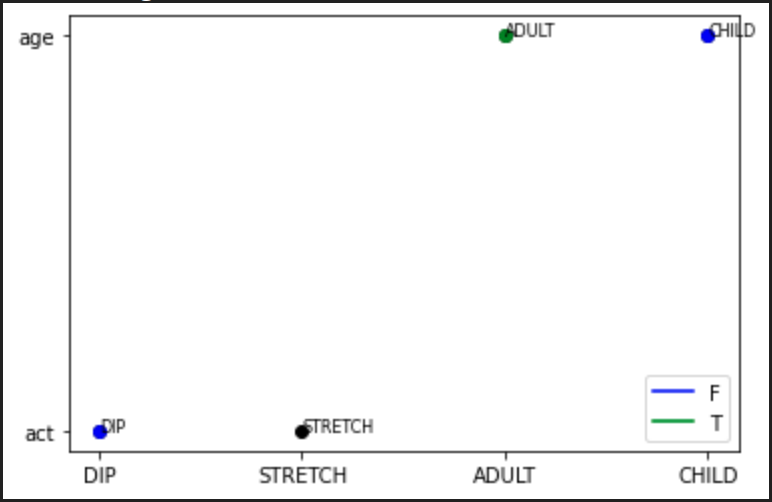 age
ADULT
CHILD
F
T
act
DIP
STRETCH
DIP
STRETCH
ADULT
CHILD